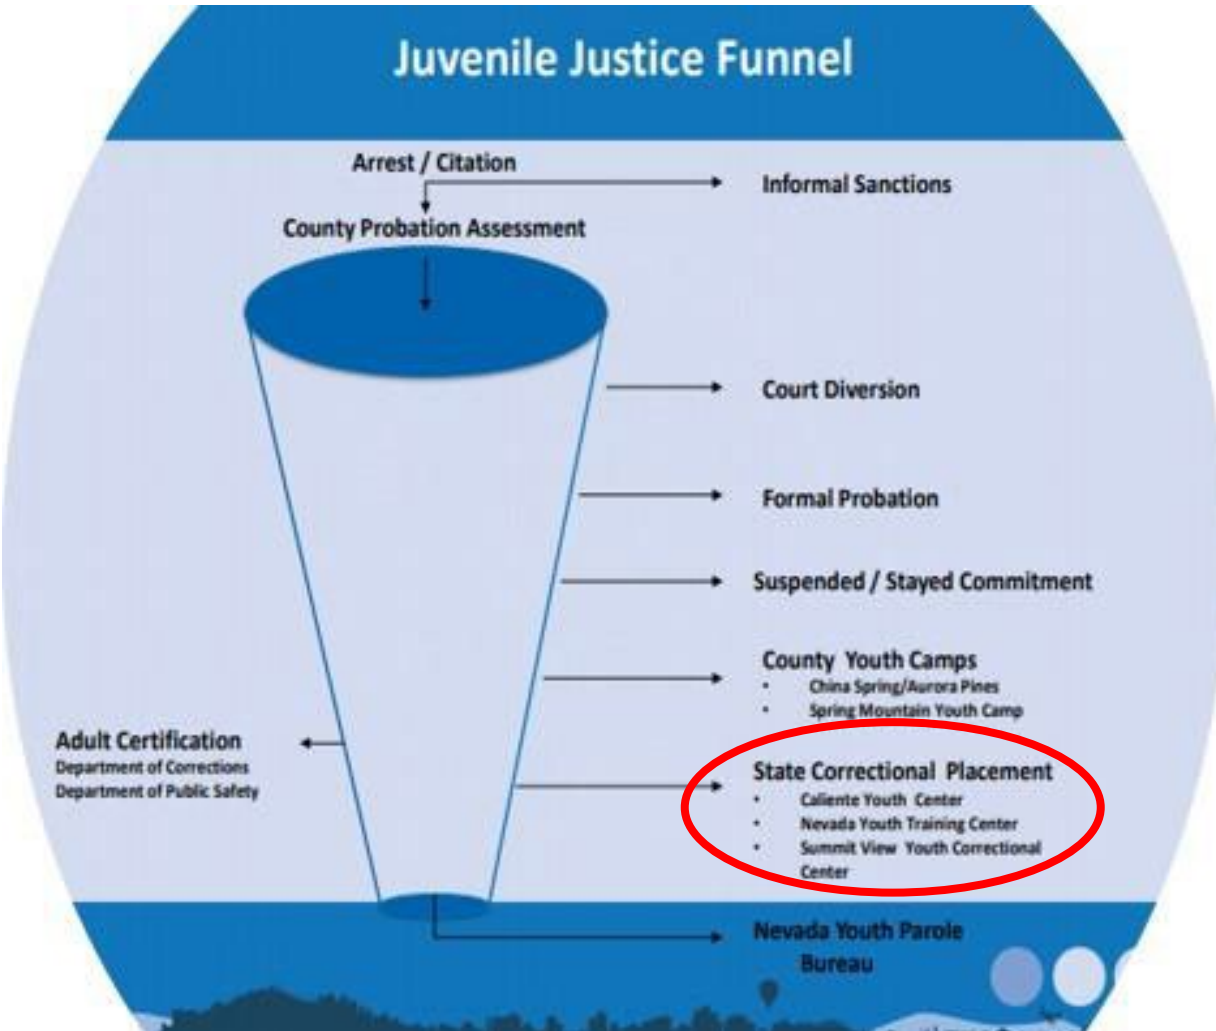 Juvenile Justice Funnel
Arrest / Citation
Informal Sanctions
County Probation Assessment
Court Diversion
Formal Probation
Suspended / Stayed Commitment
County Youth Camps
• China Spring/Aurora Pines
• Spring Mountain Youth Camp
Adult Certification
Department of Corrections
Department of Public Safety
State Correctional Placement
• Caliente Youth Center
• Nevada Youth Training Center
• Summit View Youth Correctional
Center
Nevada Youth Parole
Bureau